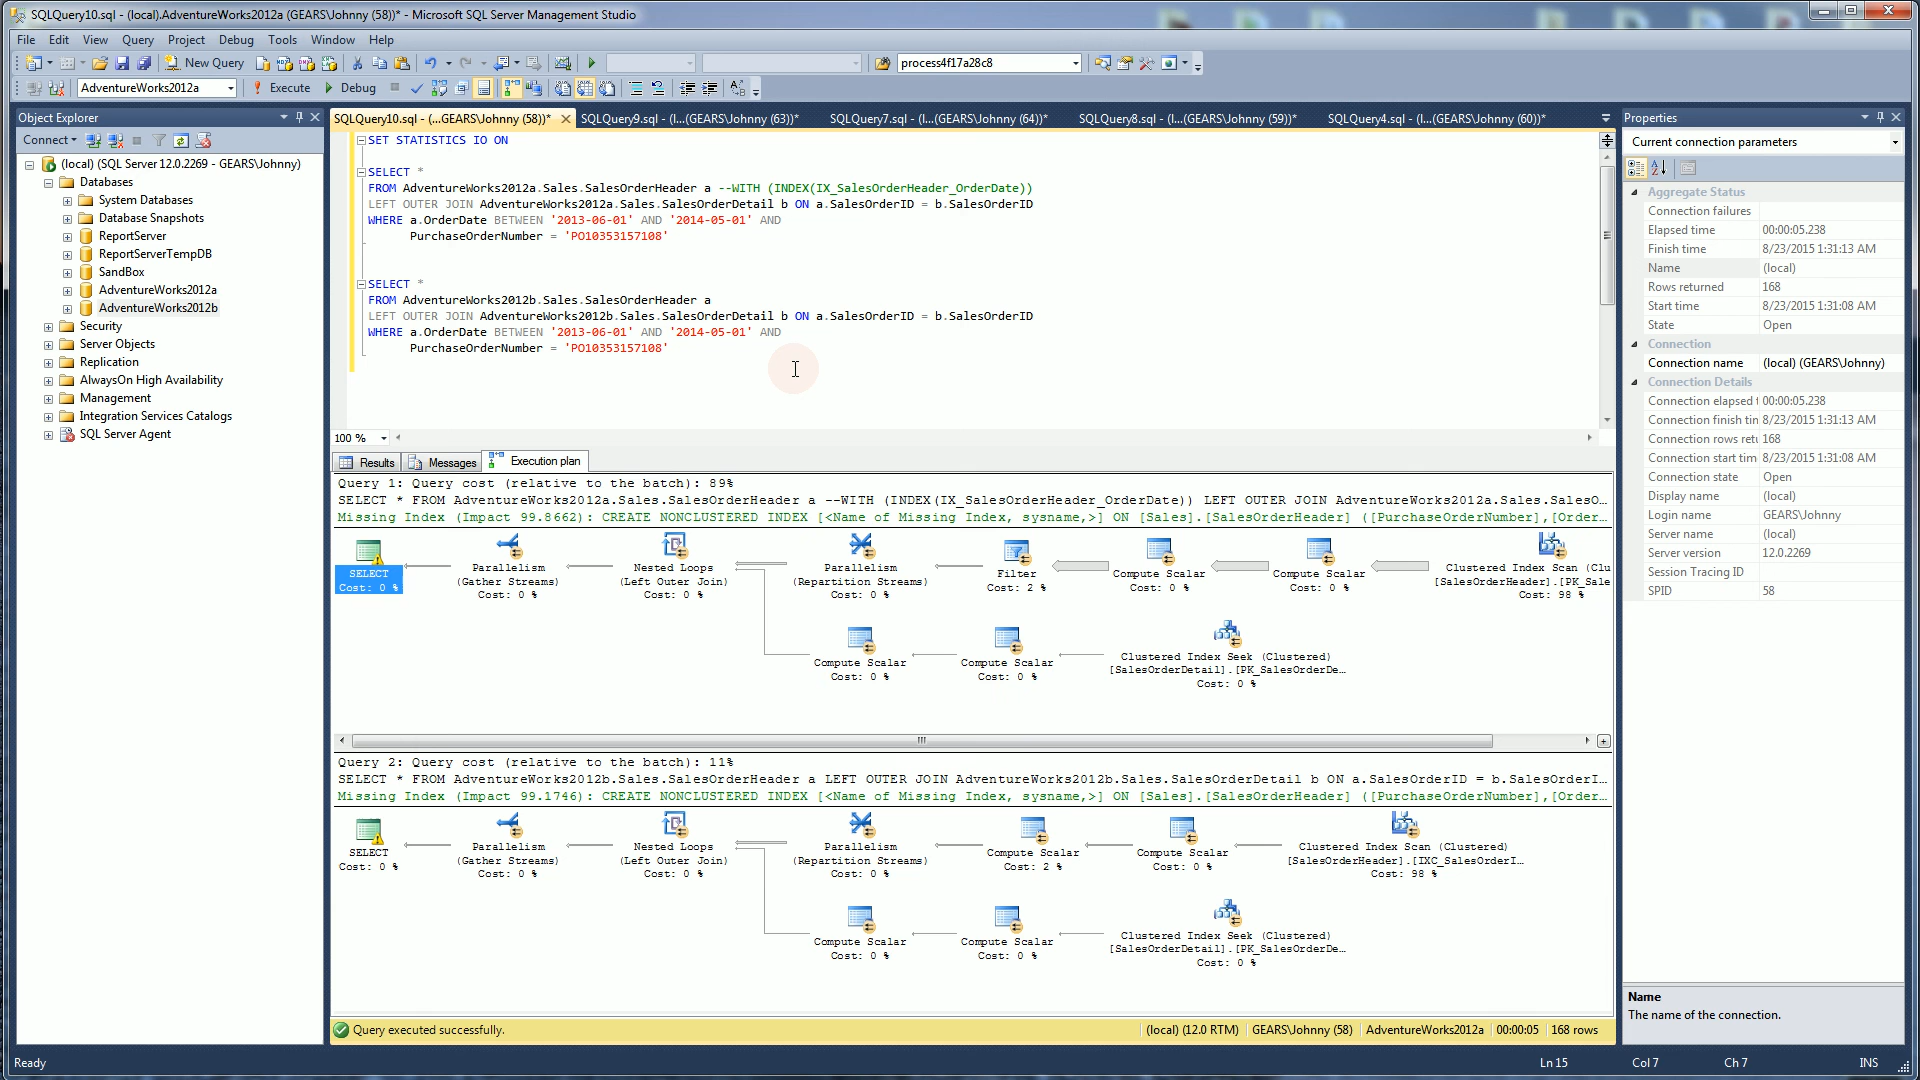 SQLQuery10.sql - (local).AdventureWorks2012a (GEARS\Johnny (58))* - Microsoft SQL Server Management Studio
File Edit View Query Project Debug Tools Window Help
New Query process4f17a28c8
AdventureWorks2012a Execute Debug
Object Explorer
Connect
(local) (SQL Server 12.0.2269 - GEARS\Johnny)
Databases
System Databases
Database Snapshots
ReportServer
ReportServerTempDB
SandBox
AdventureWorks2012a
AdventureWorks2012b
Security
Server Objects
Replication
AlwaysOn High Availability
Management
Integration Services Catalogs
SQL Server Agent
SQLQuery10.sql - (...GEARS\Johnny (58))* SQLQuery9.sql - (l...(GEARS\Johnny (63))* SQLQuery7.sql - (l...(GEARS\Johnny (64))* SQLQuery8.sql - (l...(GEARS\Johnny (59))* SQLQuery4.sql - (l...(GEARS\Johnny (60))*
SET STATISTICS IO ON
SELECT *
FROM AdventureWorks2012a.Sales.SalesOrderHeader a --WITH (INDEX(IX_SalesOrderHeader_OrderDate))
LEFT OUTER JOIN AdventureWorks2012a.Sales.SalesOrderDetail b ON a.SalesOrderID = b.SalesOrderID
WHERE a.OrderDate BETWEEN '2013-06-01' AND '2014-05-01' AND
PurchaseOrderNumber = 'PO10353157108'
SELECT *
FROM AdventureWorks2012b.Sales.SalesOrderHeader a
LEFT OUTER JOIN AdventureWorks2012b.Sales.SalesOrderDetail b ON a.SalesOrderID = b.SalesOrderID
WHERE a.OrderDate BETWEEN '2013-06-01' AND '2014-05-01' AND
PurchaseOrderNumber = 'PO10353157108'
100 %
Results Messages Execution plan
Query 1: Query cost (relative to the batch): 89%
SELECT * FROM AdventureWorks2012a.Sales.SalesOrderHeader a --WITH (INDEX(IX_SalesOrderHeader_OrderDate)) LEFT OUTER JOIN AdventureWorks2012a.Sales.SalesO...
Missing Index (Impact 99.8662): CREATE NONCLUSTERED INDEX [<Name of Missing Index, sysname,>] ON [Sales].[SalesOrderHeader] ([PurchaseOrderNumber],[Order...
SELECT
Cost: 0 %
Parallelism
(Gather Streams)
Cost: 0 %
Nested Loops
(Left Outer Join)
Cost: 0 %
Parallelism
(Repartition Streams)
Cost: 0 %
Filter
Cost: 2 %
Compute Scalar
Cost: 0 %
Compute Scalar
Cost: 0 %
Clustered Index Scan (Clu
[SalesOrderHeader].[PK_Sale
Cost: 98 %
Compute Scalar
Cost: 0 %
Compute Scalar
Cost: 0 %
Clustered Index Seek (Clustered)
[SalesOrderDetail].[PK_SalesOrderDe...
Cost: 0 %
Query 2: Query cost (relative to the batch): 11%
SELECT * FROM AdventureWorks2012b.Sales.SalesOrderHeader a LEFT OUTER JOIN AdventureWorks2012b.Sales.SalesOrderDetail b ON a.SalesOrderID = b.SalesOrderI...
Missing Index (Impact 99.1746): CREATE NONCLUSTERED INDEX [<Name of Missing Index, sysname,>] ON [Sales].[SalesOrderHeader] ([PurchaseOrderNumber],[Order...
SELECT
Cost: 0 %
Parallelism
(Gather Streams)
Cost: 0 %
Nested Loops
(Left Outer Join)
Cost: 0 %
Parallelism
(Repartition Streams)
Cost: 0 %
Compute Scalar
Cost: 2 %
Compute Scalar
Cost: 0 %
Clustered Index Scan (Clustered)
[SalesOrderHeader].[IXC_SalesOrderI...
Cost: 98 %
Compute Scalar
Cost: 0 %
Compute Scalar
Cost: 0 %
Clustered Index Seek (Clustered)
[SalesOrderDetail].[PK_SalesOrderDe...
Cost: 0 %
Query executed successfully. (local) (12.0 RTM) GEARS\Johnny (58) AdventureWorks2012a 00:00:05 168 rows
Properties
Current connection parameters
Aggregate Status
Connection failures
Elapsed time 00:00:05.238
Finish time 8/23/2015 1:31:13 AM
Name (local)
Rows returned 168
Start time 8/23/2015 1:31:08 AM
State Open
Connection
Connection name (local) (GEARS\Johnny)
Connection Details
Connection elapsed t 00:00:05.238
Connection finish tin 8/23/2015 1:31:13 AM
Connection rows retu 168
Connection start tim 8/23/2015 1:31:08 AM
Connection state Open
Display name (local)
Login name GEARS\Johnny
Server name (local)
Server version 12.0.2269
Session Tracing ID
SPID 58
Name
The name of the connection.
Ready Ln 15 Col 7 Ch 7 INS